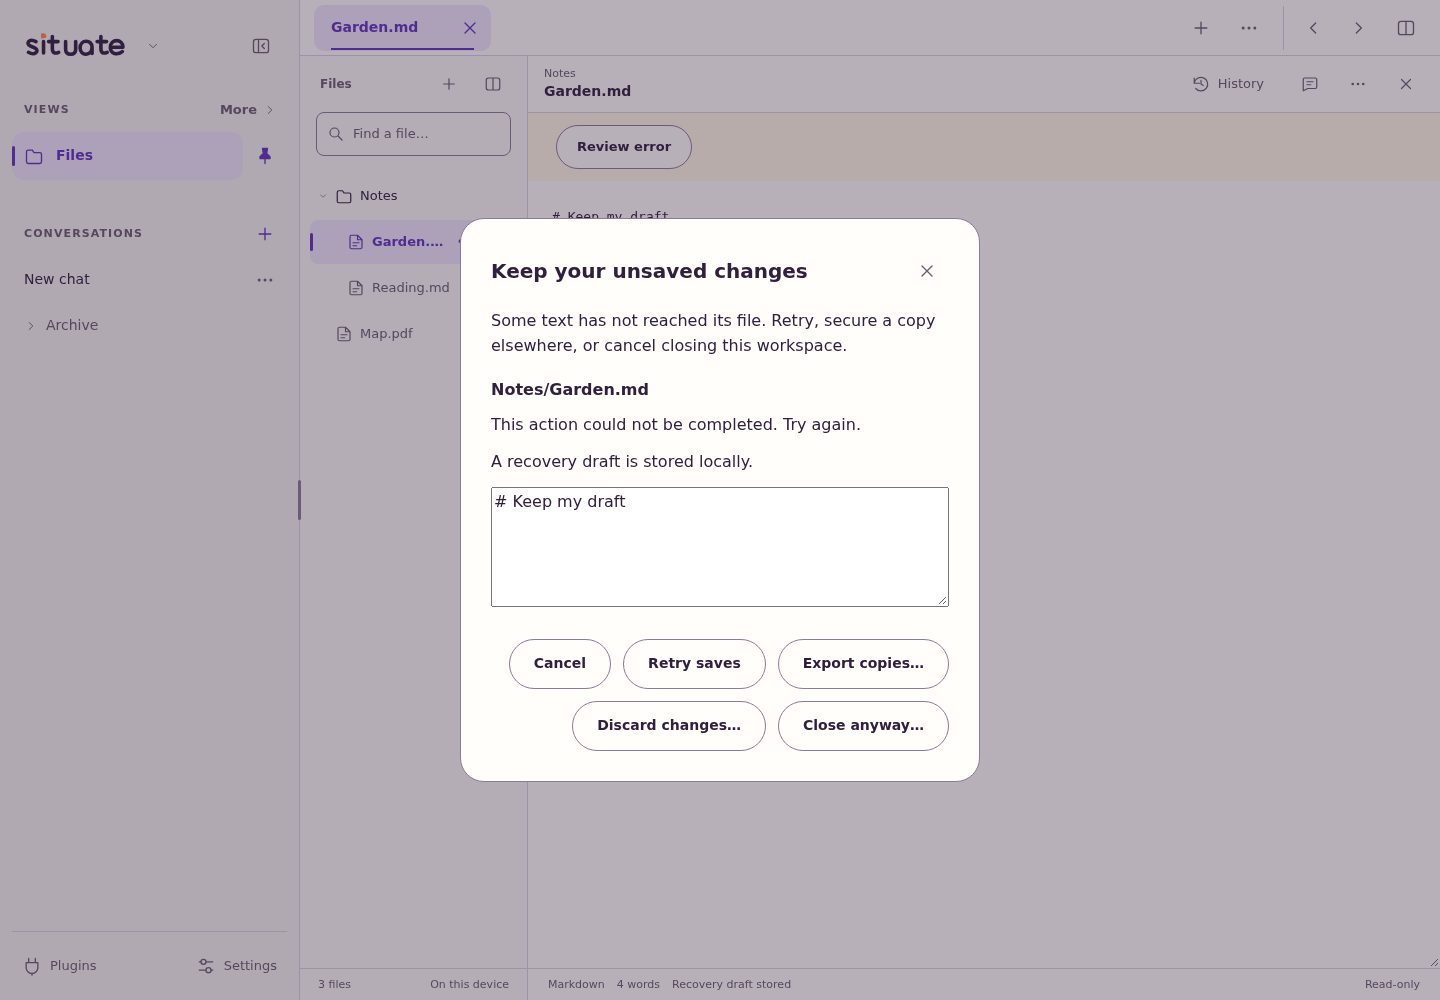 situate
VIEWS
More
Files
CONVERSATIONS
New chat
Archive
Plugins
Settings
Garden.md
Files
Find a file...
Notes
Garden....
Reading.md
Map.pdf
3 files
On this device
Notes
Garden.md
History
Review error
# Keep my draft
Keep your unsaved changes
Some text has not reached its file. Retry, secure a copy
elsewhere, or cancel closing this workspace.
Notes/Garden.md
This action could not be completed. Try again.
A recovery draft is stored locally.
# Keep my draft
Cancel
Retry saves
Export copies...
Discard changes...
Close anyway...
Markdown
4 words
Recovery draft stored
Read-only